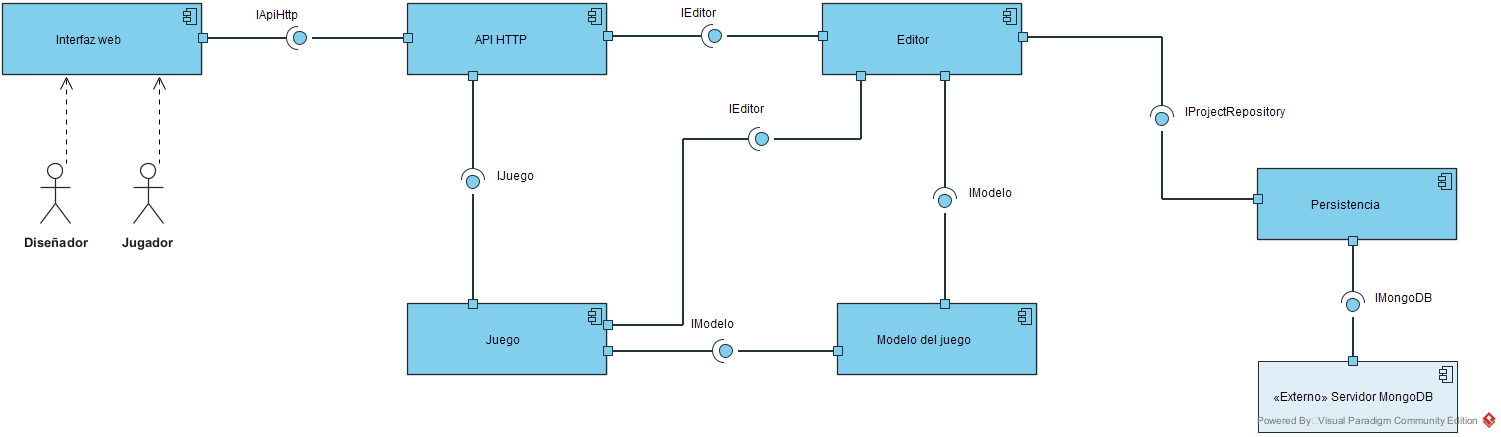 IApiHttp
IEditor
Interfaz web
API HTTP
Editor
IEditor
IProjectRepository
IJuego
IModelo
Persistencia
Diseñador
Jugador
IMongoDB
IModelo
Juego
Modelo del juego
«Externo» Servidor MongoDB
Powered By Visual Paradigm Community Edition